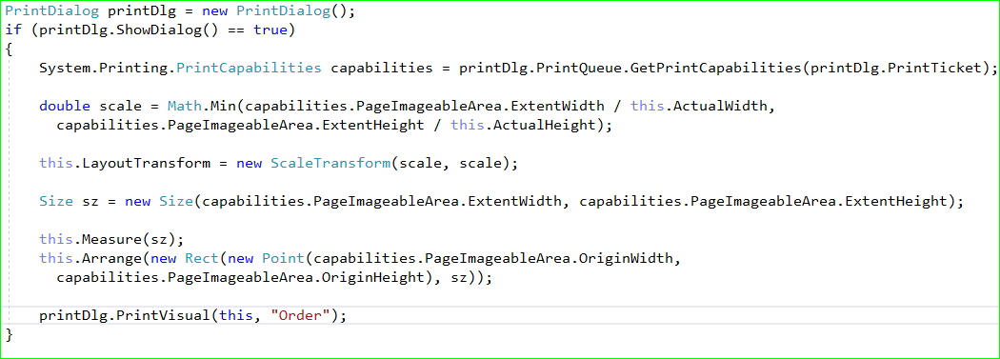 PrintDialog printDlg = new PrintDialog();
if (printDlg.ShowDialog() == true)
{
System.Printing.PrintCapabilities capabilities = printDlg.PrintQueue.GetPrintCapabilities(printDlg.PrintTicket);
double scale = Math.Min(capabilities.PageImageableArea.ExtentWidth / this.ActualWidth,
capabilities.PageImageableArea.ExtentHeight / this.ActualHeight);
this.LayoutTransform = new ScaleTransform(scale, scale);
Size sz = new Size(capabilities.PageImageableArea.ExtentWidth, capabilities.PageImageableArea.ExtentHeight);
this.Measure(sz);
this.Arrange(new Rect(new Point(capabilities.PageImageableArea.OriginWidth,
capabilities.PageImageableArea.OriginHeight), sz));
printDlg.PrintVisual(this, "Order");
}